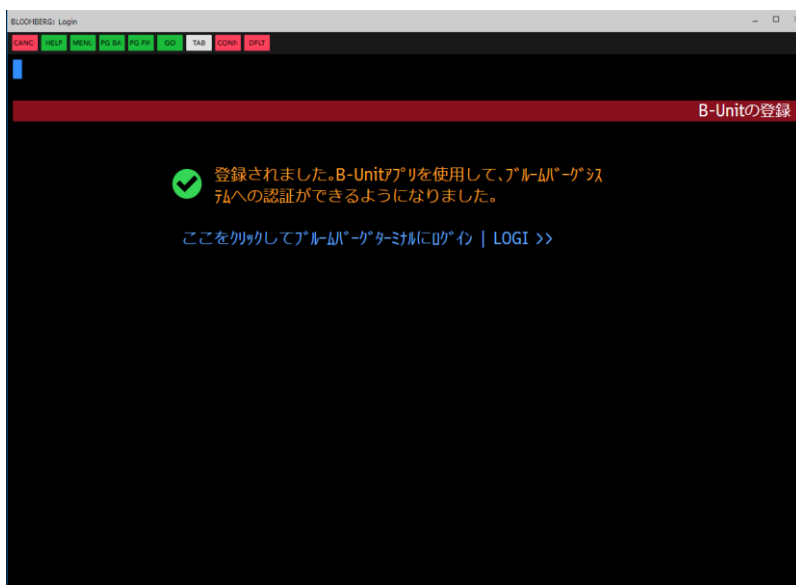 BLOOMBERG: Login
CANC HELP MENU PG BA PG FW GO TAB CONN DFLT
B-Unitの登録
登録されました｡B-Unitｱﾌﾟﾘを使用して､ﾌﾞﾙｰﾑﾊﾞｰｸﾞｼｽ
ﾃﾑへの認証ができるようになりました｡
ここをｸﾘｯｸしてﾌﾞﾙｰﾑﾊﾞｰｸﾞﾀｰﾐﾅﾙにﾛｸﾞｲﾝ | LOGI >>